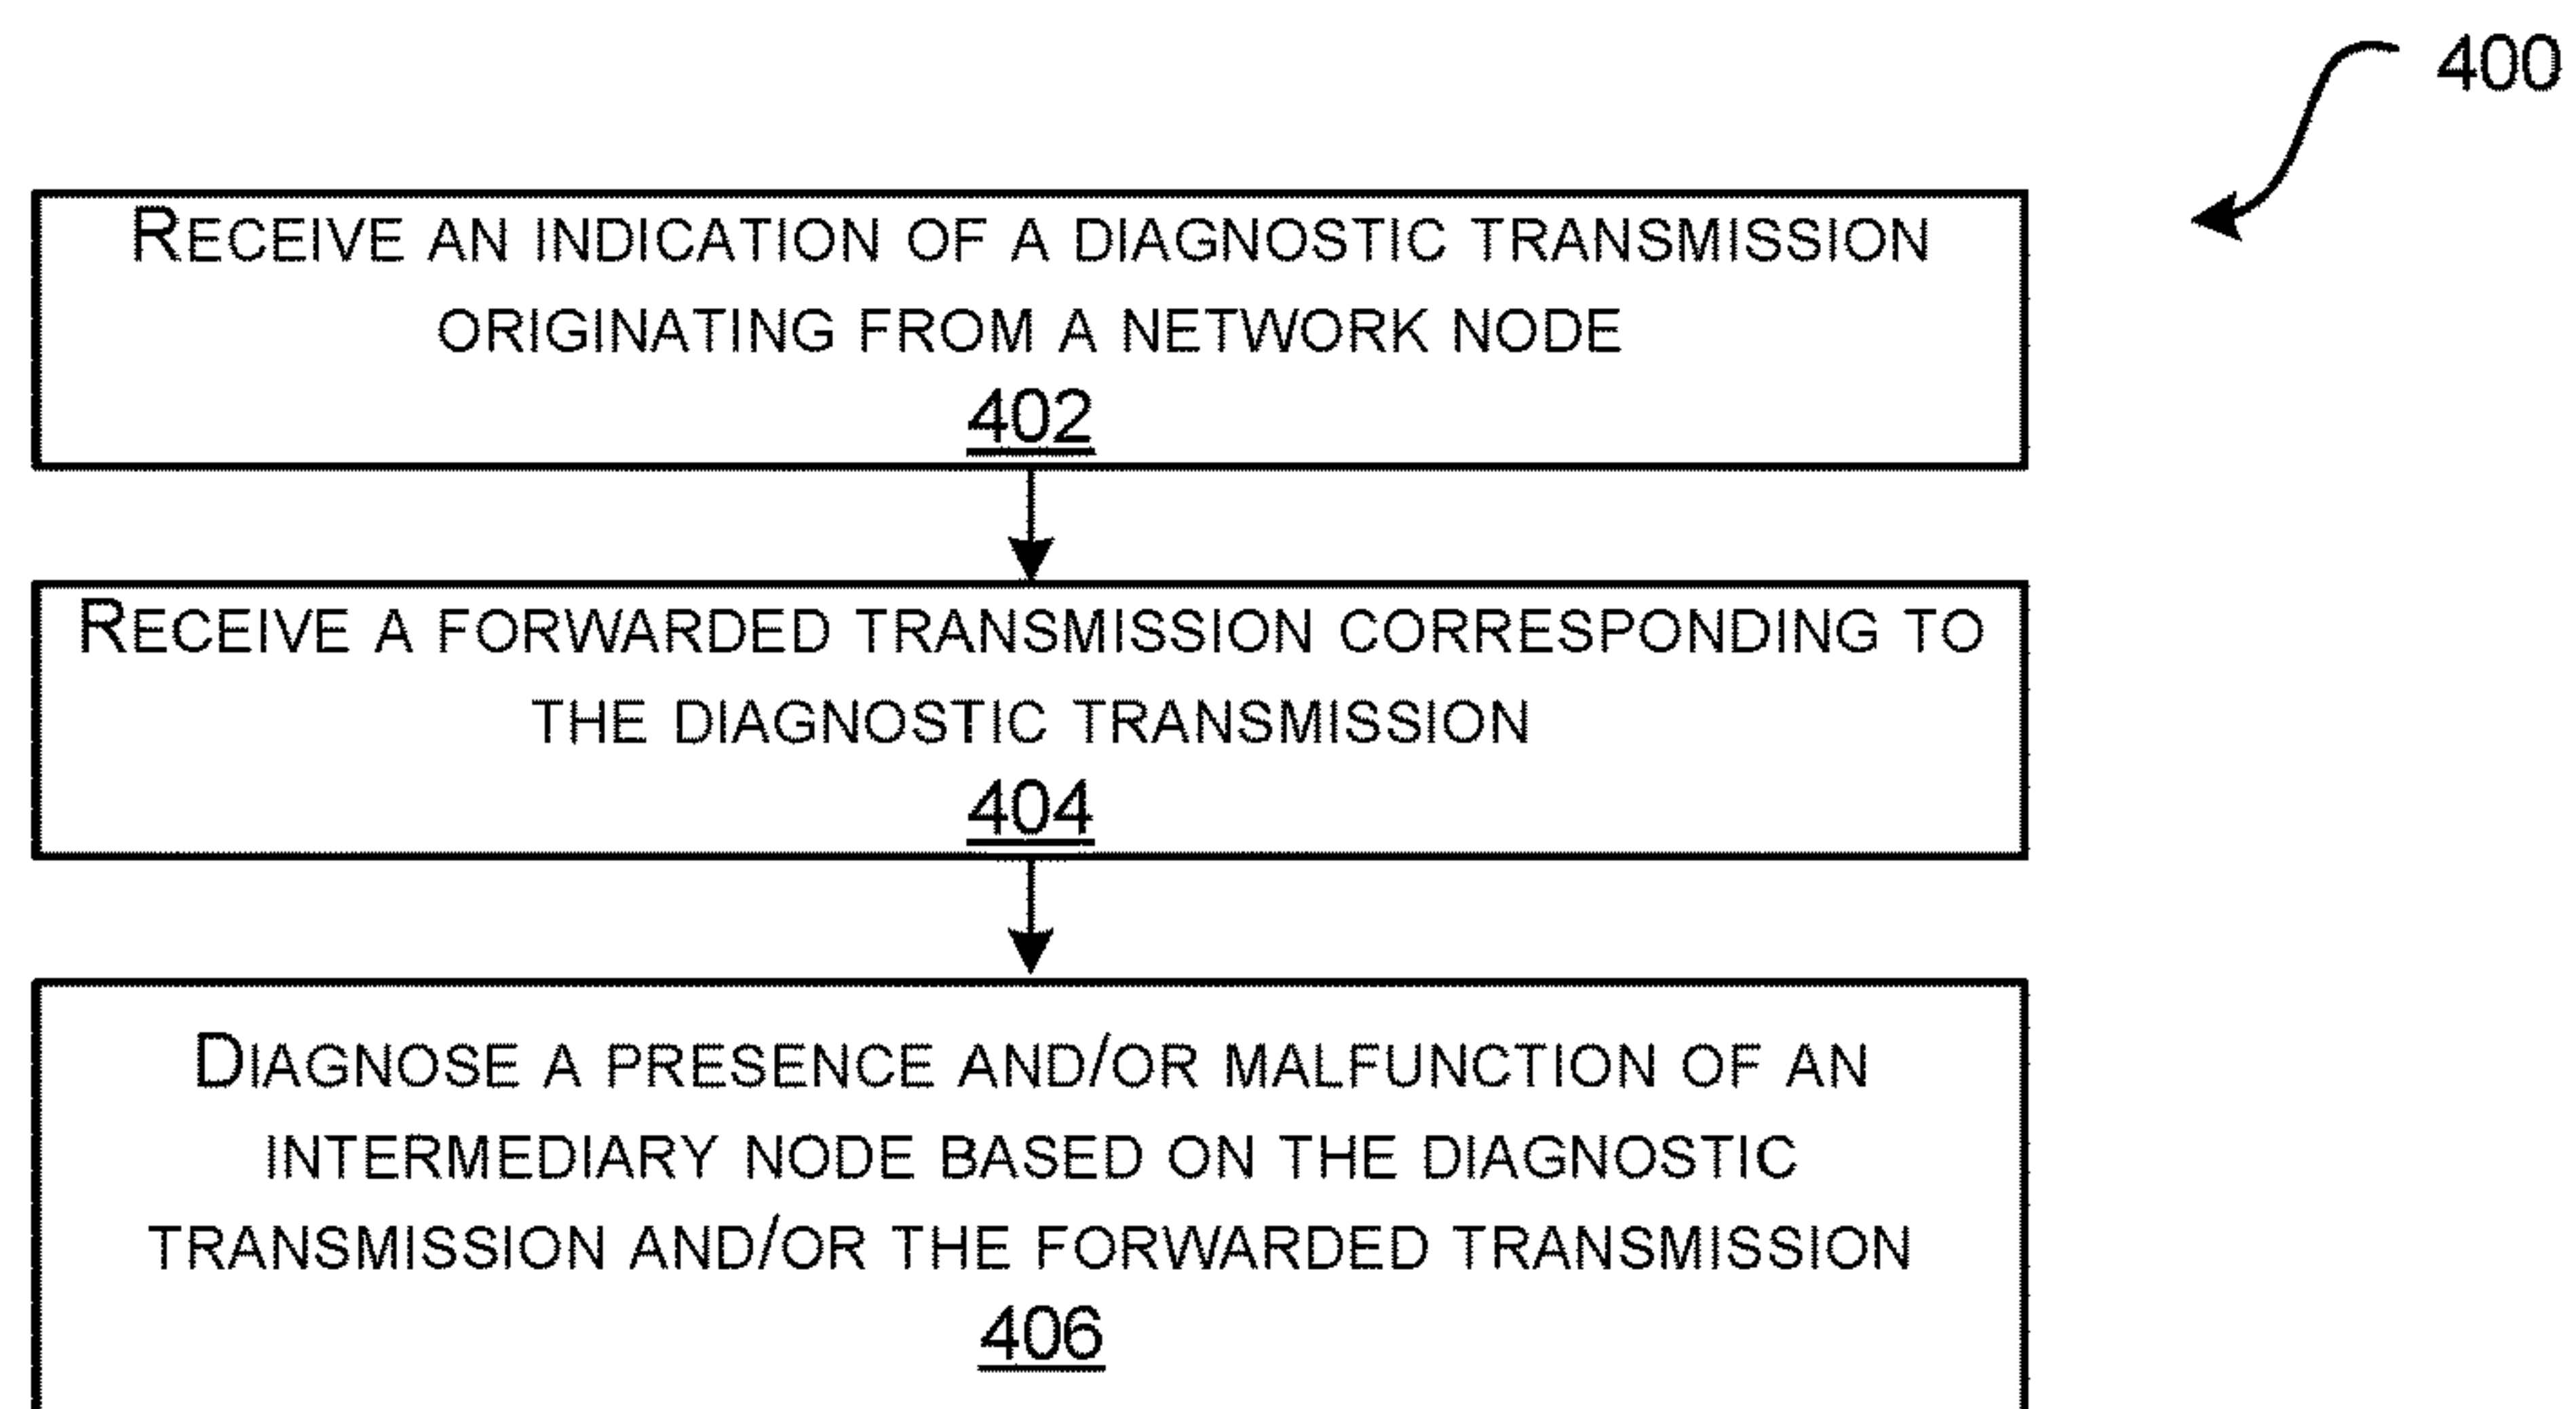 400
RECEIVE AN INDICATION OF A DIAGNOSTIC TRANSMISSION
ORIGINATING FROM A NETWORK NODE
402
RECEIVE A FORWARDED TRANSMISSION CORRESPONDING TO
THE DIAGNOSTIC TRANSMISSION
404
DIAGNOSE A PRESENCE AND/OR MALFUNCTION OF AN
INTERMEDIARY NODE BASED ON THE DIAGNOSTIC
TRANSMISSION AND/OR THE FORWARDED TRANSMISSION
406